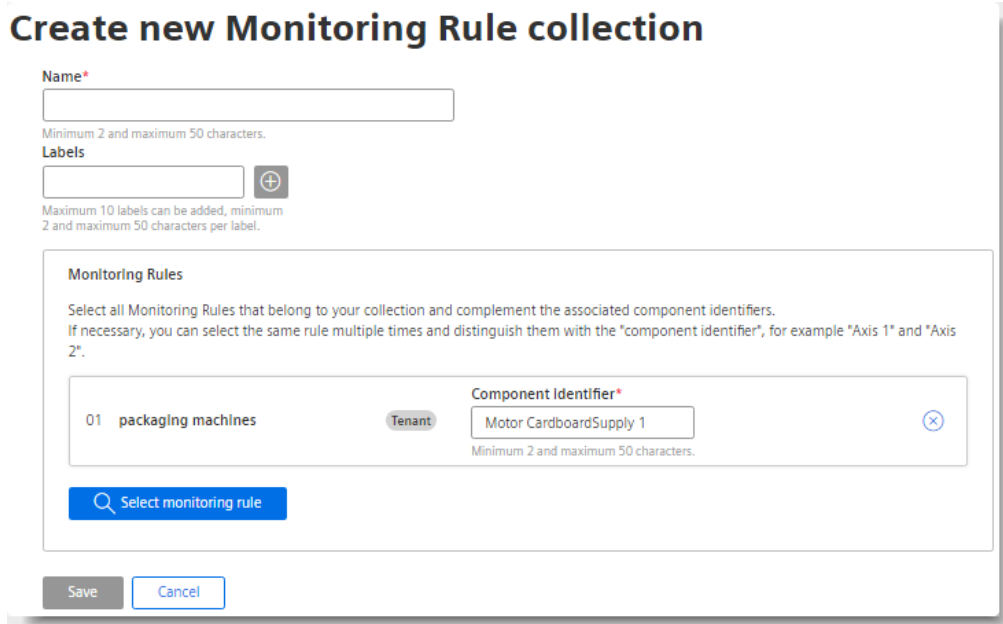 Create new Monitoring Rule collection
Name*
Minimum 2 and maximum 50 characters.
Labels
Maximum 10 labels can be added, minimum
2 and maximum 50 characters per label.
Monitoring Rules
Select all Monitoring Rules that belong to your collection and complement the associated component identifiers.
If necessary, you can select the same rule multiple times and distinguish them with the "component identifier", for example "Axis 1" and "Axis
2".
Component identifier*
01 packaging machines Tenant Motor CardboardSupply 1
Minimum 2 and maximum 50 characters.
Select monitoring rule
Save Cancel